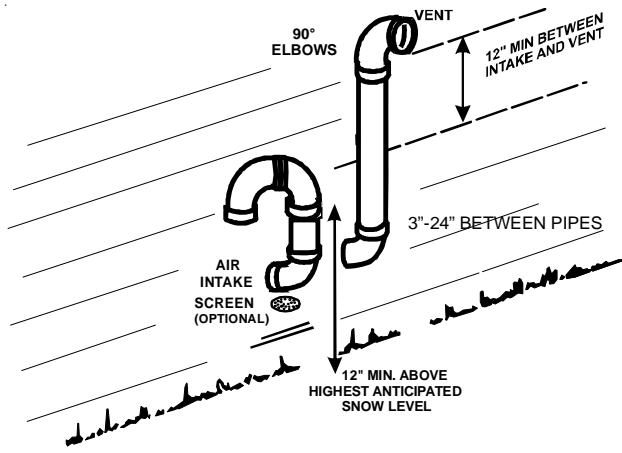 VENT
90°
ELBOWS
12" MIN BETWEEN
INTAKE AND VENT
3”-24” BETWEEN PIPES
AIR
INTAKE
SCREEN
(OPTIONAL)
12" MIN. ABOVE
HIGHEST ANTICIPATED
SNOW LEVEL